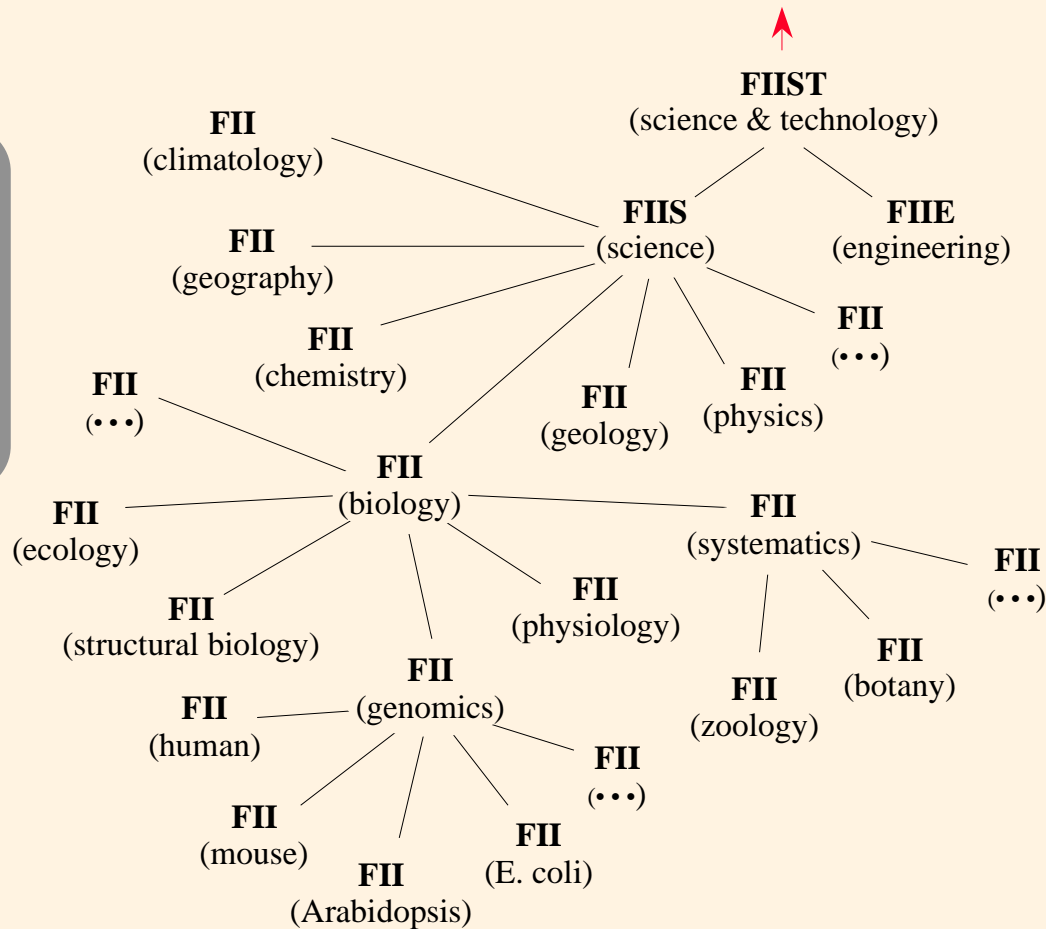 FIIST
(science & technology)
FII
(climatology)
FIIS
(science)
FIIE
(engineering)
FII
(geography)
FII
(•••)
FII
(chemistry)
FII
(physics)
FII
(geology)
FII
(•••)
FII
(biology)
FII
(ecology)
FII
(systematics)
FII
(•••)
FII
(structural biology)
FII
(physiology)
FII
(botany)
FII
(genomics)
FII
(zoology)
FII
(human)
FII
(•••)
FII
(mouse)
FII
(E. coli)
FII
(Arabidopsis)